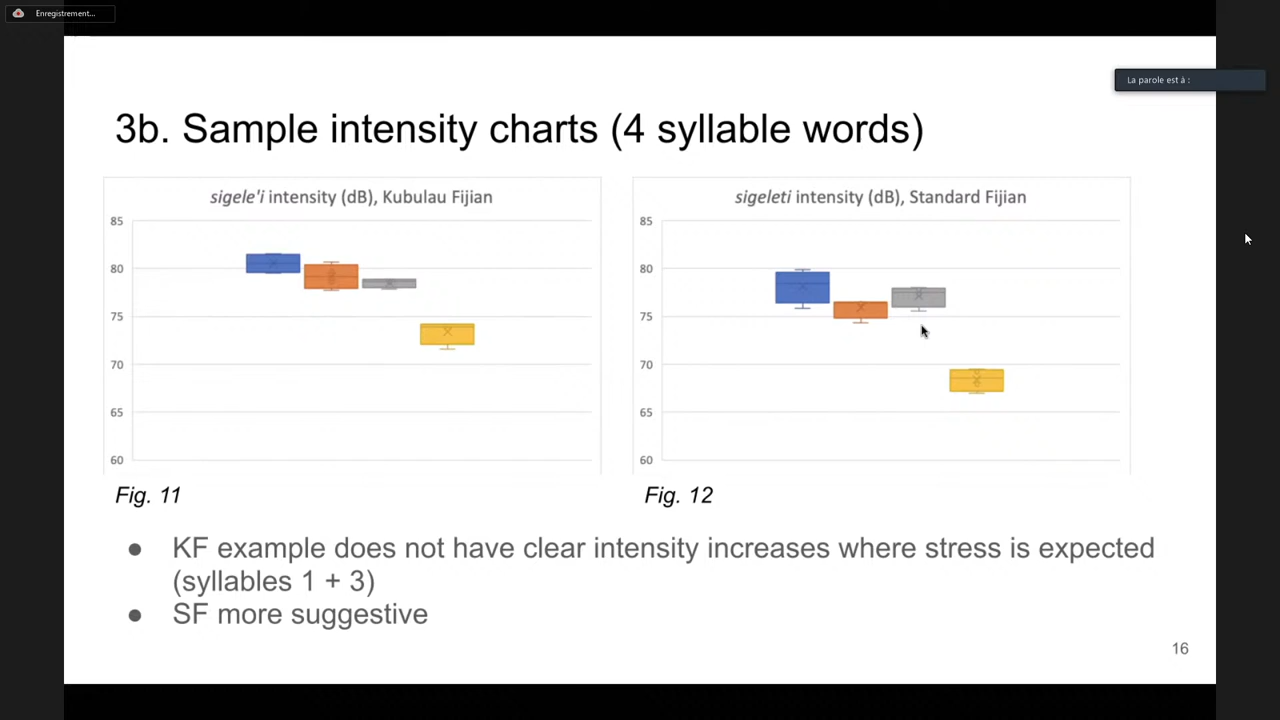 Enregistrement...
La parole est à :
3b. Sample intensity charts (4 syllable words)
sigele'i intensity (dB), Kubulau Fijian
85
80
75
70
65
60
Fig. 11
sigeleti intensity (dB), Standard Fijian
85
80
75
70
65
60
Fig. 12
● KF example does not have clear intensity increases where stress is expected
(syllables 1 + 3)
● SF more suggestive
16